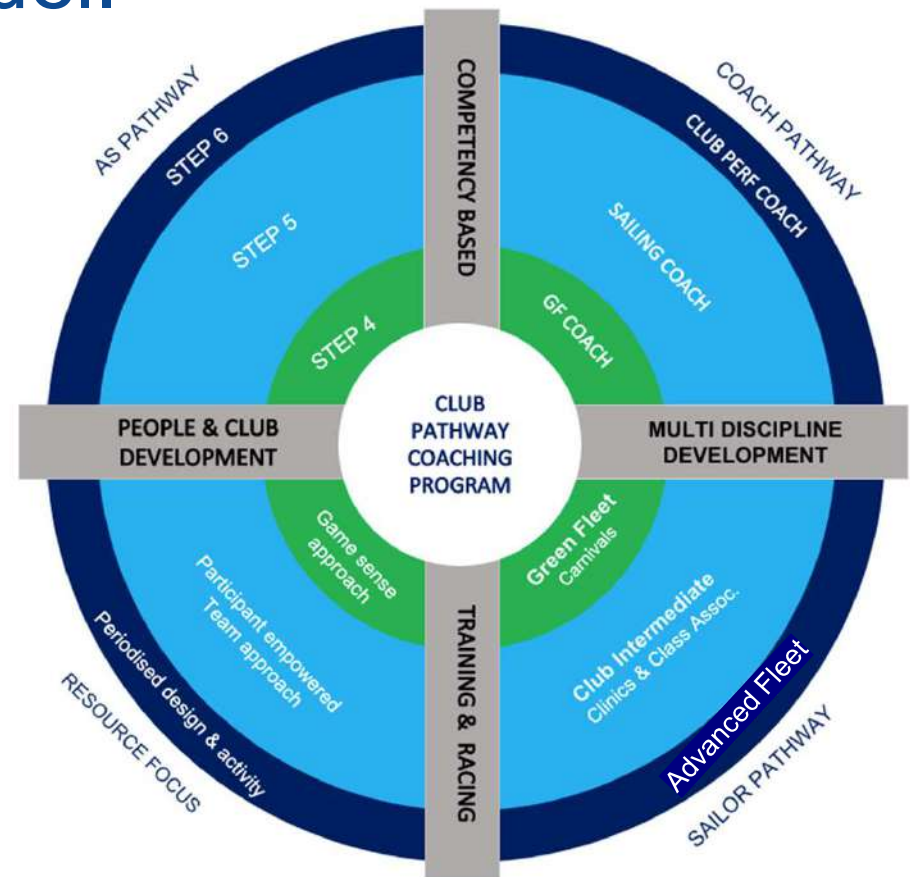 AS PATHWAY
STEP 6
STEP 5
STEP 4
COMPETENCY BASED
COACH PATHWAY
CLUB PERF COACH
SAILING COACH
GF COACH
PEOPLE & CLUB
DEVELOPMENT
CLUB
PATHWAY
COACHING
PROGRAM
MULTI DISCIPLINE
DEVELOPMENT
Game sense
approach
Participant empowered
Team approach
Periodised design & activity
RESOURCE FOCUS
TRAINING & RACING
Green Fleet
Carnivals
Club Intermediate
Clinics & Class Assoc.
Advanced Fleet
SAILOR PATHWAY